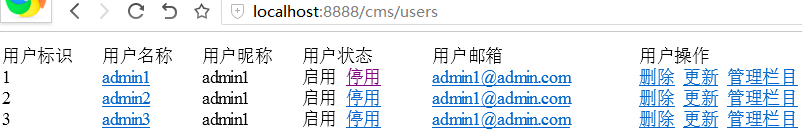 localhost:8888/cms/users
用户标识 用户名称 用户昵称 用户状态 用户邮箱 用户操作
1 admin1 admin1 启用 停用 admin1@admin.com 删除 更新 管理栏目
2 admin2 admin1 启用 停用 admin1@admin.com 删除 更新 管理栏目
3 admin3 admin1 启用 停用 admin1@admin.com 删除 更新 管理栏目